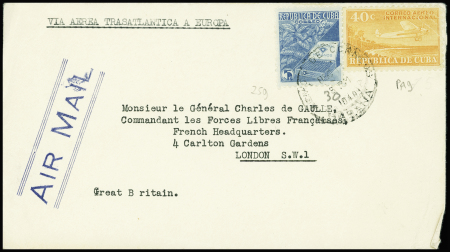 VIA AEREA TRASATLANTICA A EUROPA
REPUBLICA DE CUBA
CORREO AEREO
INTERNACIONAL
40¢
REPUBLICA DE CUBA
AIR MAIL
Monsieur le Général Charles de GAULLE,
Commandant les Forces Libres Françaises,
French Headquarters.
4 Carlton Gardens
LONDON S.W.1
Great B ritain.